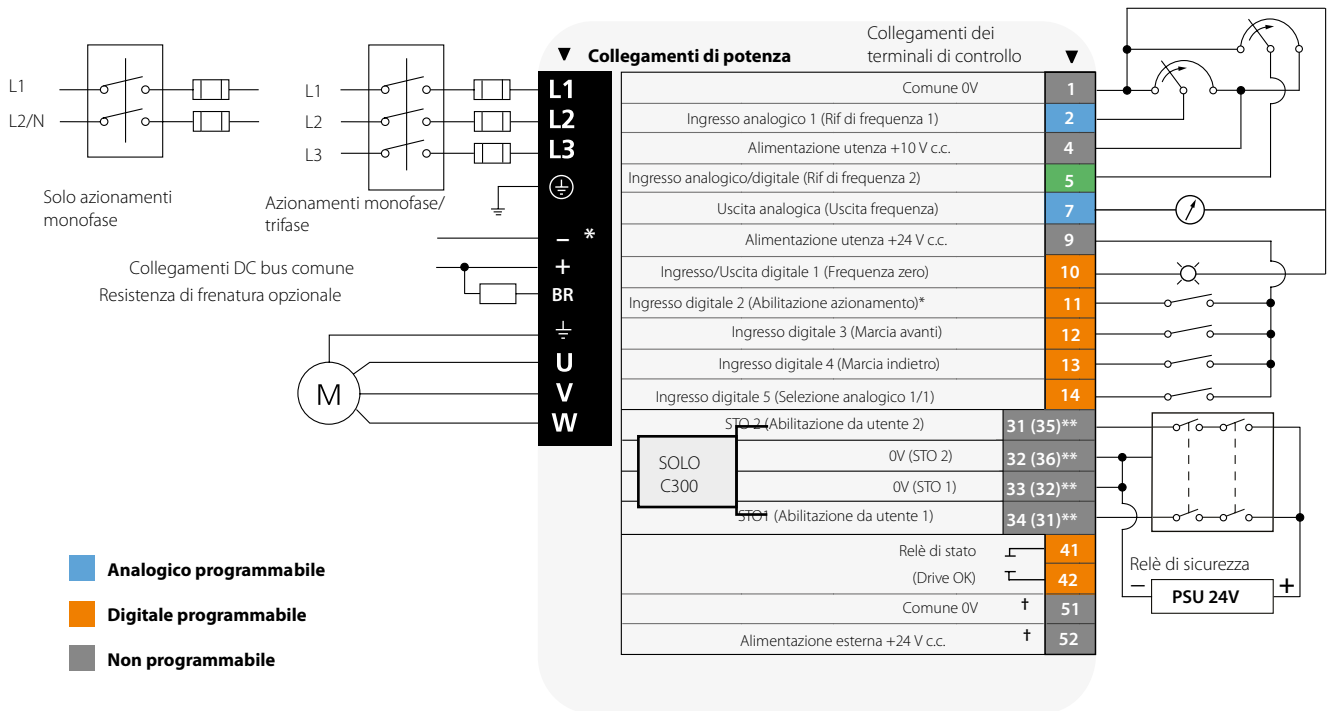 Collegamenti di potenza
Collegamenti dei
terminali di controllo
L1
L2/N
Solo azionamenti
monofase
L1
L2
L3
Azionamenti monofase/
trifase
Collegamenti DC bus comune
Resistenza di frenatura opzionale
M
L1
L2
L3
– *
+
BR
U
V
W
Comune 0V 1
Ingresso analogico 1 (Rif di frequenza 1) 2
Alimentazione utenza +10 V c.c. 4
Ingresso analogico/digitale (Rif di frequenza 2) 5
Uscita analogica (Uscita frequenza) 7
Alimentazione utenza +24 V c.c. 9
Ingresso/Uscita digitale 1 (Frequenza zero) 10
Ingresso digitale 2 (Abilitazione azionamento)* 11
Ingresso digitale 3 (Marcia avanti) 12
Ingresso digitale 4 (Marcia indietro) 13
Ingresso digitale 5 (Selezione analogico 1/1) 14
STO 2 (Abilitazione da utente 2) 31 (35)**
0V (STO 2) 32 (36)**
0V (STO 1) 33 (32)**
STO1 (Abilitazione da utente 1) 34 (31)**
SOLO
C300
Relè di stato 41
(Drive OK) 42
Comune 0V † 51
Alimentazione esterna +24 V c.c. † 52
Relè di sicurezza
– PSU 24V +
Analogico programmabile
Digitale programmabile
Non programmabile